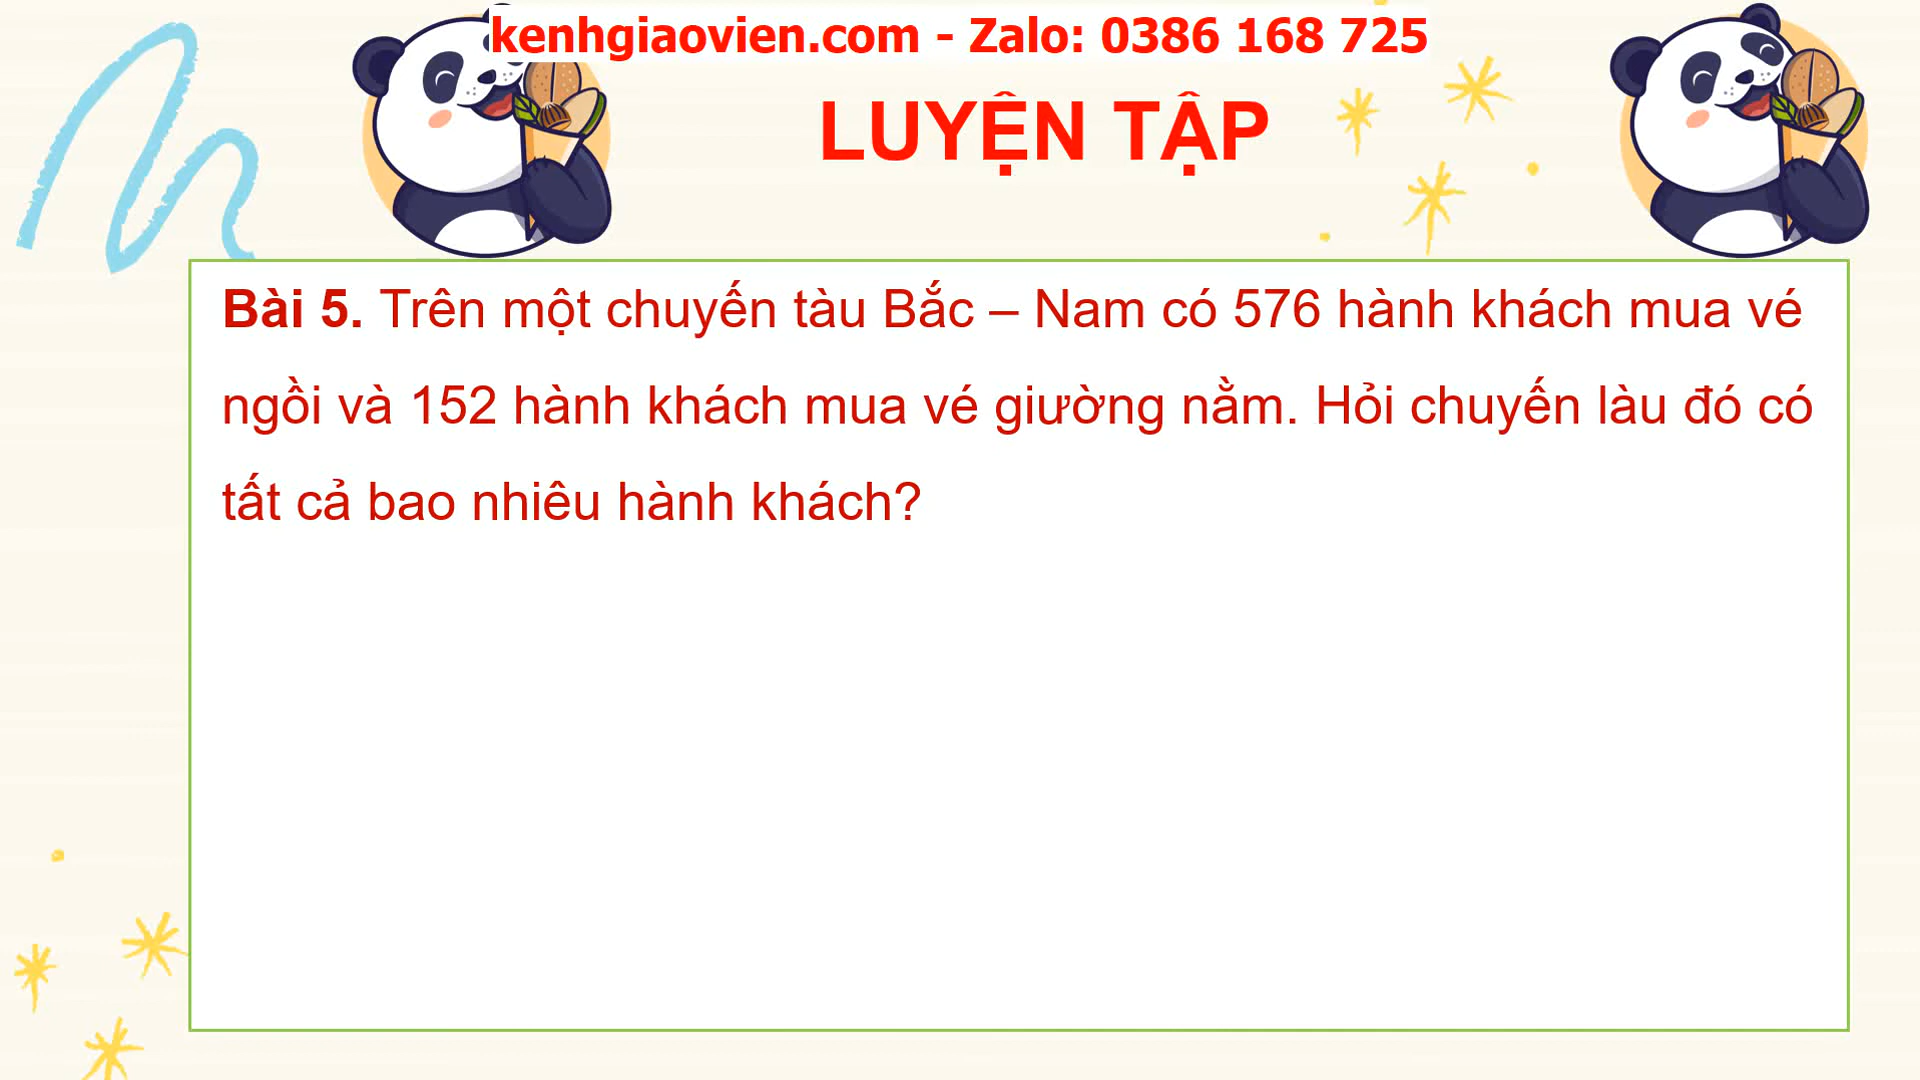 kenhgiaovien.com - Zalo: 0386 168 725
LUYỆN TẬP
Bài 5. Trên một chuyến tàu Bắc – Nam có 576 hành khách mua vé
ngồi và 152 hành khách mua vé giường nằm. Hỏi chuyến làu đó có
tất cả bao nhiêu hành khách?